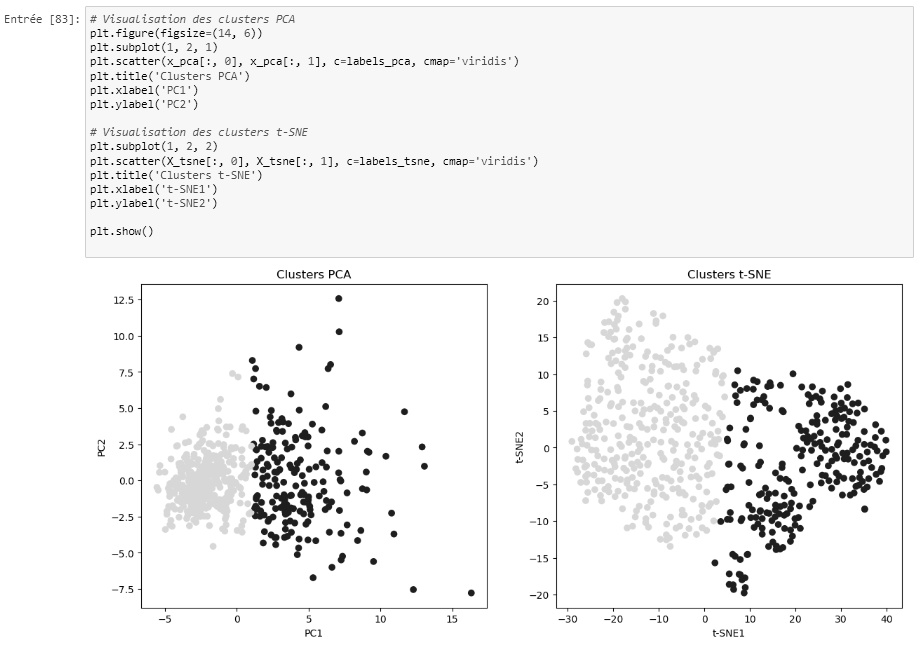 Entrée [83]:
# Visualisation des clusters PCA
plt.figure(figsize=(14, 6))
plt.subplot(1, 2, 1)
plt.scatter(x_pca[:, 0], x_pca[:, 1], c=labels_pca, cmap='viridis')
plt.title('Clusters PCA')
plt.xlabel('PC1')
plt.ylabel('PC2')
# Visualisation des clusters t-SNE
plt.subplot(1, 2, 2)
plt.scatter(X_tsne[:, 0], X_tsne[:, 1], c=labels_tsne, cmap='viridis')
plt.title('Clusters t-SNE')
plt.xlabel('t-SNE1')
plt.ylabel('t-SNE2')
plt.show()
Clusters PCA
12.5
10.0
7.5
5.0
2.5
0.0
−2.5
−5.0
−7.5
PC2
−5 0 5 10 15
PC1
Clusters t-SNE
20
15
10
5
0
−5
−10
−15
−20
t-SNE2
−30 −20 −10 0 10 20 30 40
t-SNE1